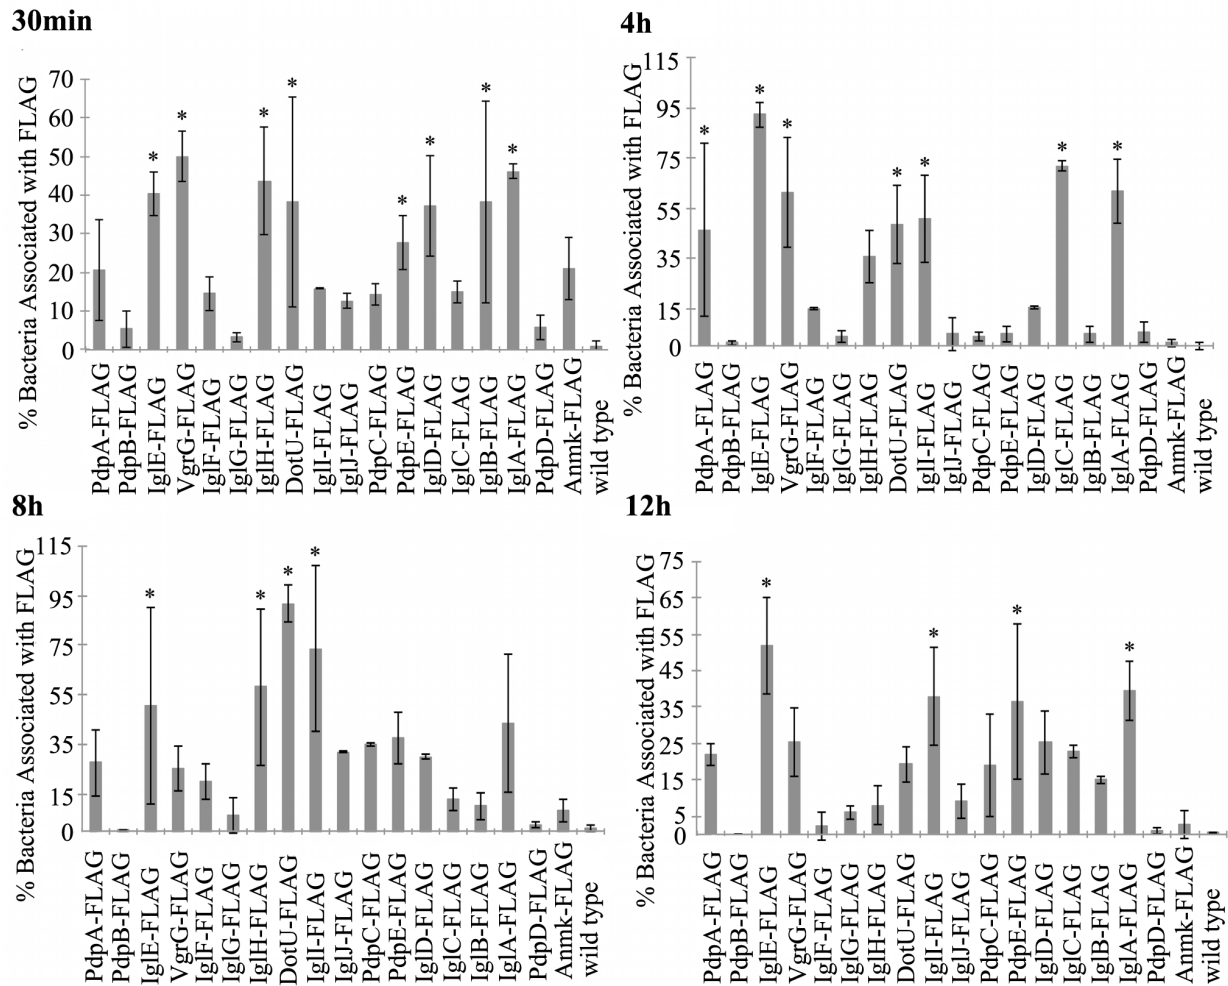 30min
% Bacteria Associated with FLAG
70
60
50
40
30
20
10
0
* * * * * * * *
PdpA-FLAG
PdpB-FLAG
IglE-FLAG
VgrG-FLAG
IglF-FLAG
IglG-FLAG
IglH-FLAG
DotU-FLAG
IglI-FLAG
IglJ-FLAG
PdpC-FLAG
PdpE-FLAG
IglD-FLAG
IglC-FLAG
IglB-FLAG
IglA-FLAG
PdpD-FLAG
Anmk-FLAG
wild type
4h
% Bacteria Associated with FLAG
115
95
75
55
35
15
0
* * * * * * *
PdpA-FLAG
PdpB-FLAG
IglE-FLAG
VgrG-FLAG
IglF-FLAG
IglG-FLAG
IglH-FLAG
DotU-FLAG
IglI-FLAG
IglJ-FLAG
PdpC-FLAG
PdpE-FLAG
IglD-FLAG
IglC-FLAG
IglB-FLAG
IglA-FLAG
PdpD-FLAG
Anmk-FLAG
wild type
8h
% Bacteria Associated with FLAG
115
95
75
55
35
15
0
* * * *
PdpA-FLAG
PdpB-FLAG
IglE-FLAG
VgrG-FLAG
IglF-FLAG
IglG-FLAG
IglH-FLAG
DotU-FLAG
IglI-FLAG
IglJ-FLAG
PdpC-FLAG
PdpE-FLAG
IglD-FLAG
IglC-FLAG
IglB-FLAG
IglA-FLAG
PdpD-FLAG
Anmk-FLAG
wild type
12h
% Bacteria Associated with FLAG
75
65
55
45
35
25
15
5
0
* * * *
PdpA-FLAG
PdpB-FLAG
IglE-FLAG
VgrG-FLAG
IglF-FLAG
IglG-FLAG
IglH-FLAG
DotU-FLAG
IglI-FLAG
IglJ-FLAG
PdpC-FLAG
PdpE-FLAG
IglD-FLAG
IglC-FLAG
IglB-FLAG
IglA-FLAG
PdpD-FLAG
Anmk-FLAG
wild type